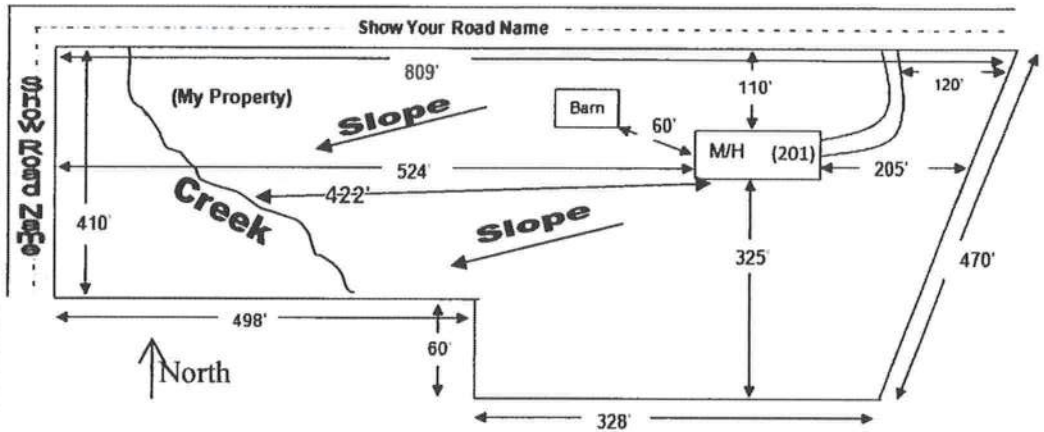 Show Your Road Name
Show Road Name
809'
110'
120'
(My Property)
Slope
Barn
60'
M/H (201)
524'
205'
422'
Creek
410'
Slope
325'
470'
498'
60'
North
328'